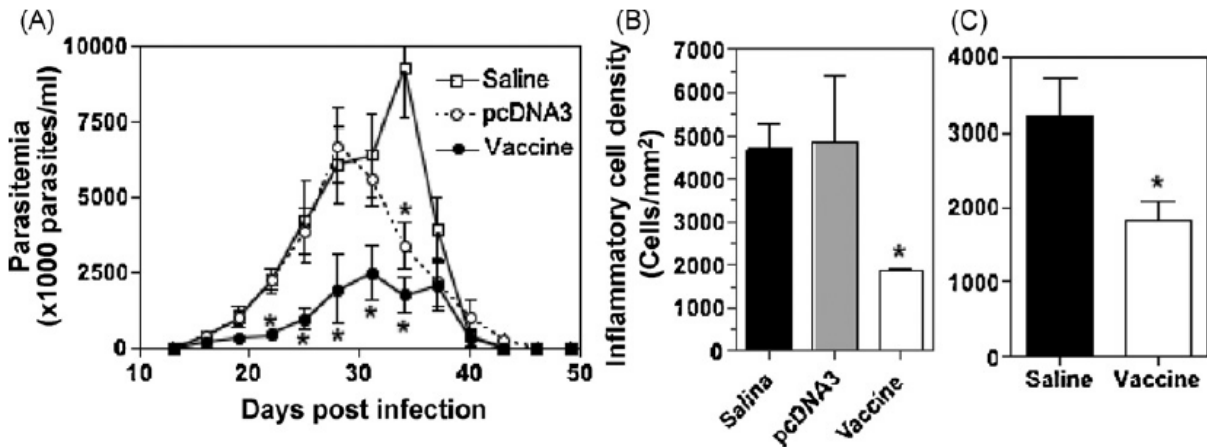 (A)
Parasitemia
(x1000 parasites/ml)
10000
7500
5000
2500
0
10
20
30
40
50
Days post infection
Saline
pcDNA3
Vaccine
*
*
*
*
*
*
(B)
Inflammatory cell density
(Cells/mm²)
7000
6000
5000
4000
3000
2000
1000
0
*
Salina
pcDNA3
Vaccine
(C)
4000
3000
2000
1000
0
*
Saline
Vaccine